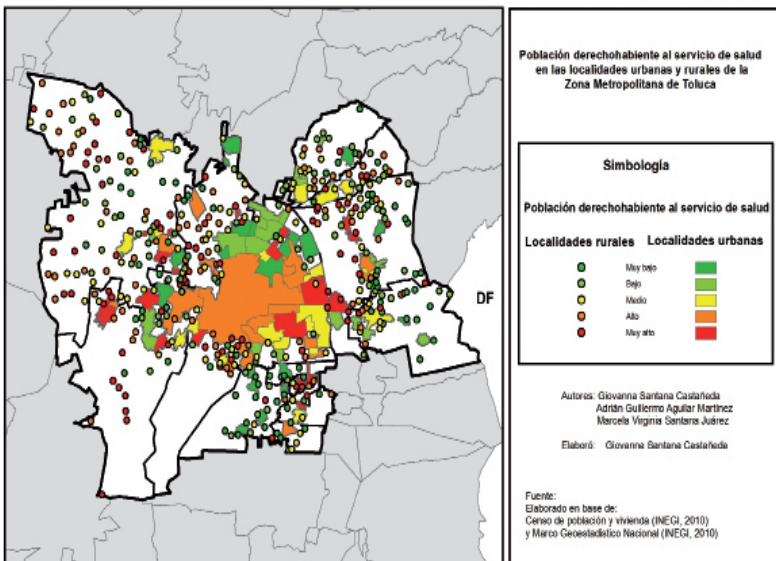 DF
Población derechohabiente al servicio de salud
en las localidades urbanas y rurales de la
Zona Metropolitana de Toluca
Simbología
Población derechohabiente al servicio de salud
Localidades rurales Localidades urbanas
Muy bajo
Bajo
Medio
Alto
Muy alto
Autores: Giovanna Santana Castañeda
Adrián Guillermo Aguilar Martínez
Marcela Virginia Santana Juárez
Elaboró: Giovanna Santana Castañeda
Fuente:
Elaborado en base de:
Censo de población y vivienda (INEGI, 2010)
y Marco Geoestadístico Nacional (INEGI, 2010)